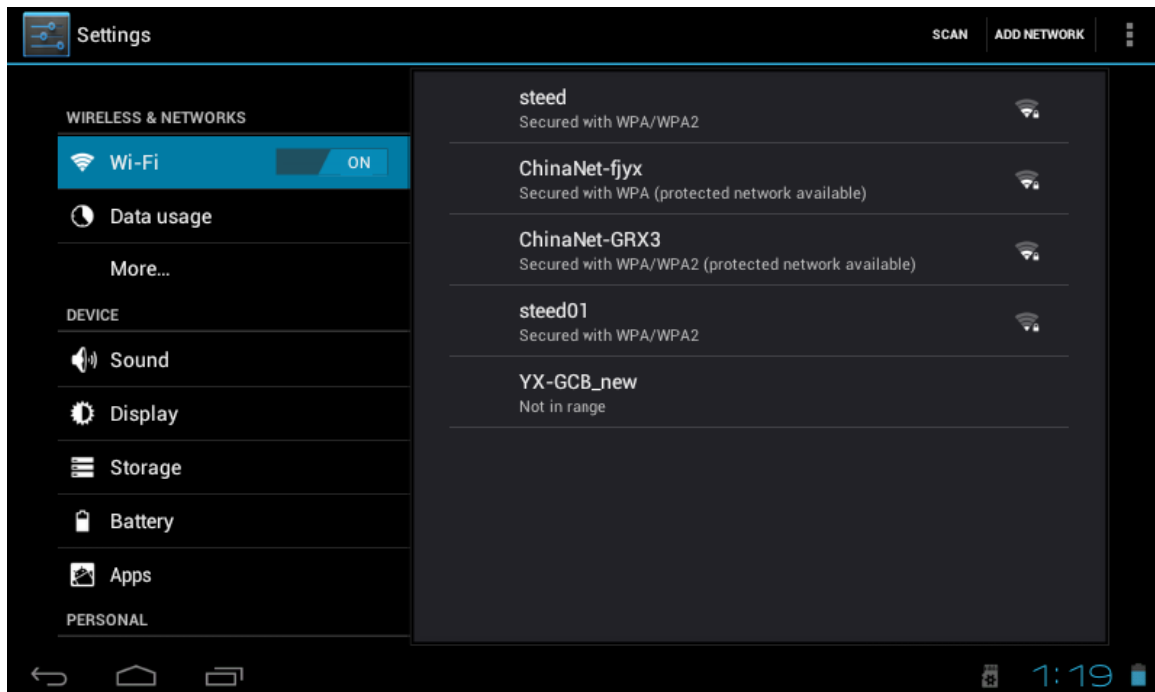 Settings
SCAN
ADD NETWORK
WIRELESS & NETWORKS
Wi-Fi
ON
Data usage
More...
DEVICE
Sound
Display
Storage
Battery
Apps
PERSONAL
steed
Secured with WPA/WPA2
ChinaNet-fjyx
Secured with WPA (protected network available)
ChinaNet-GRX3
Secured with WPA/WPA2 (protected network available)
steed01
Secured with WPA/WPA2
YX-GCB_new
Not in range
1:19